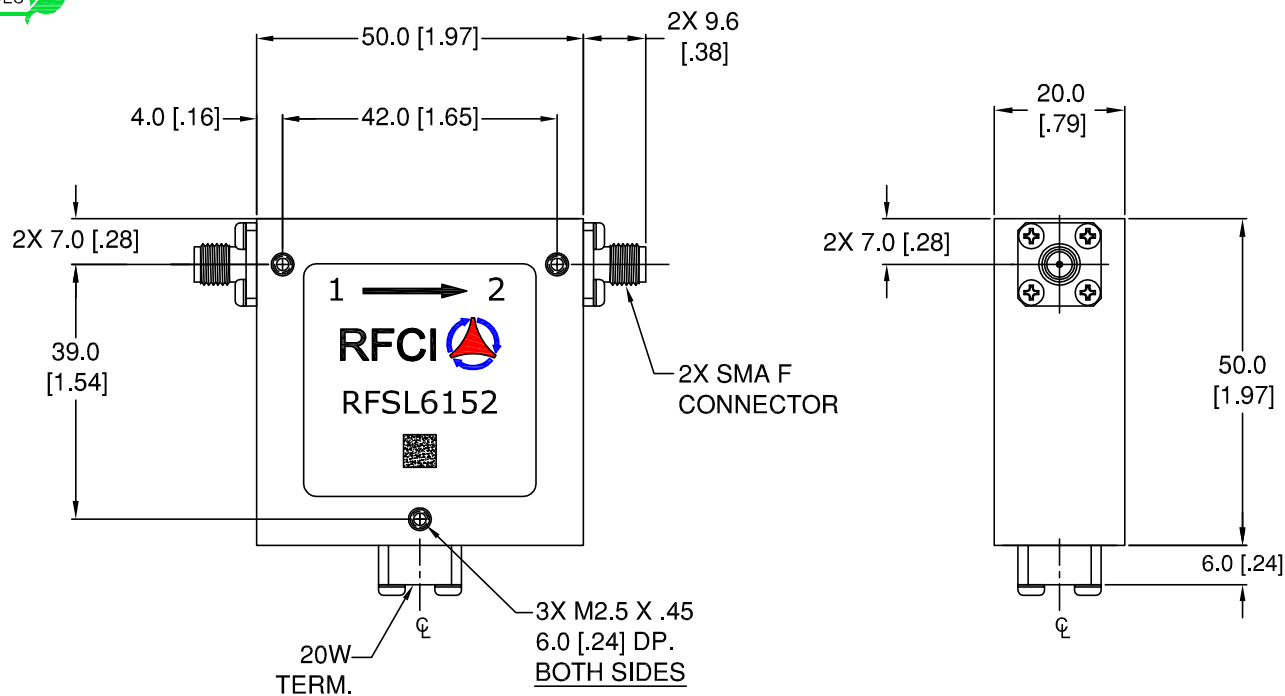 50.0 [1.97]
2X 9.6
[.38]
4.0 [.16]
42.0 [1.65]
20.0
[.79]
2X 7.0 [.28]
2X 7.0 [.28]
1 2
RFCI
RFSL6152
39.0
[1.54]
2X SMA F
CONNECTOR
50.0
[1.97]
6.0 [.24]
3X M2.5 X .45
6.0 [.24] DP.
BOTH SIDES
20W
TERM.
℄
℄